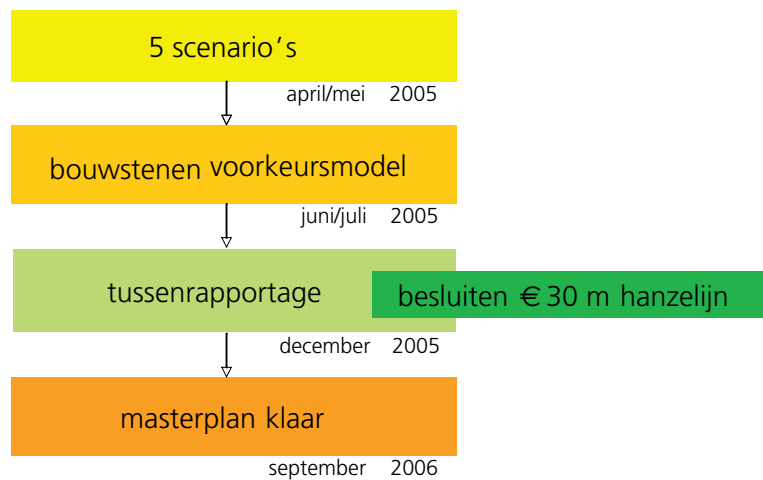 5 scenario's
april/mei 2005
bouwstenen voorkeursmodel
juni/juli 2005
tussenrapportage
besluiten € 30 m hanzelijn
december 2005
masterplan klaar
september 2006